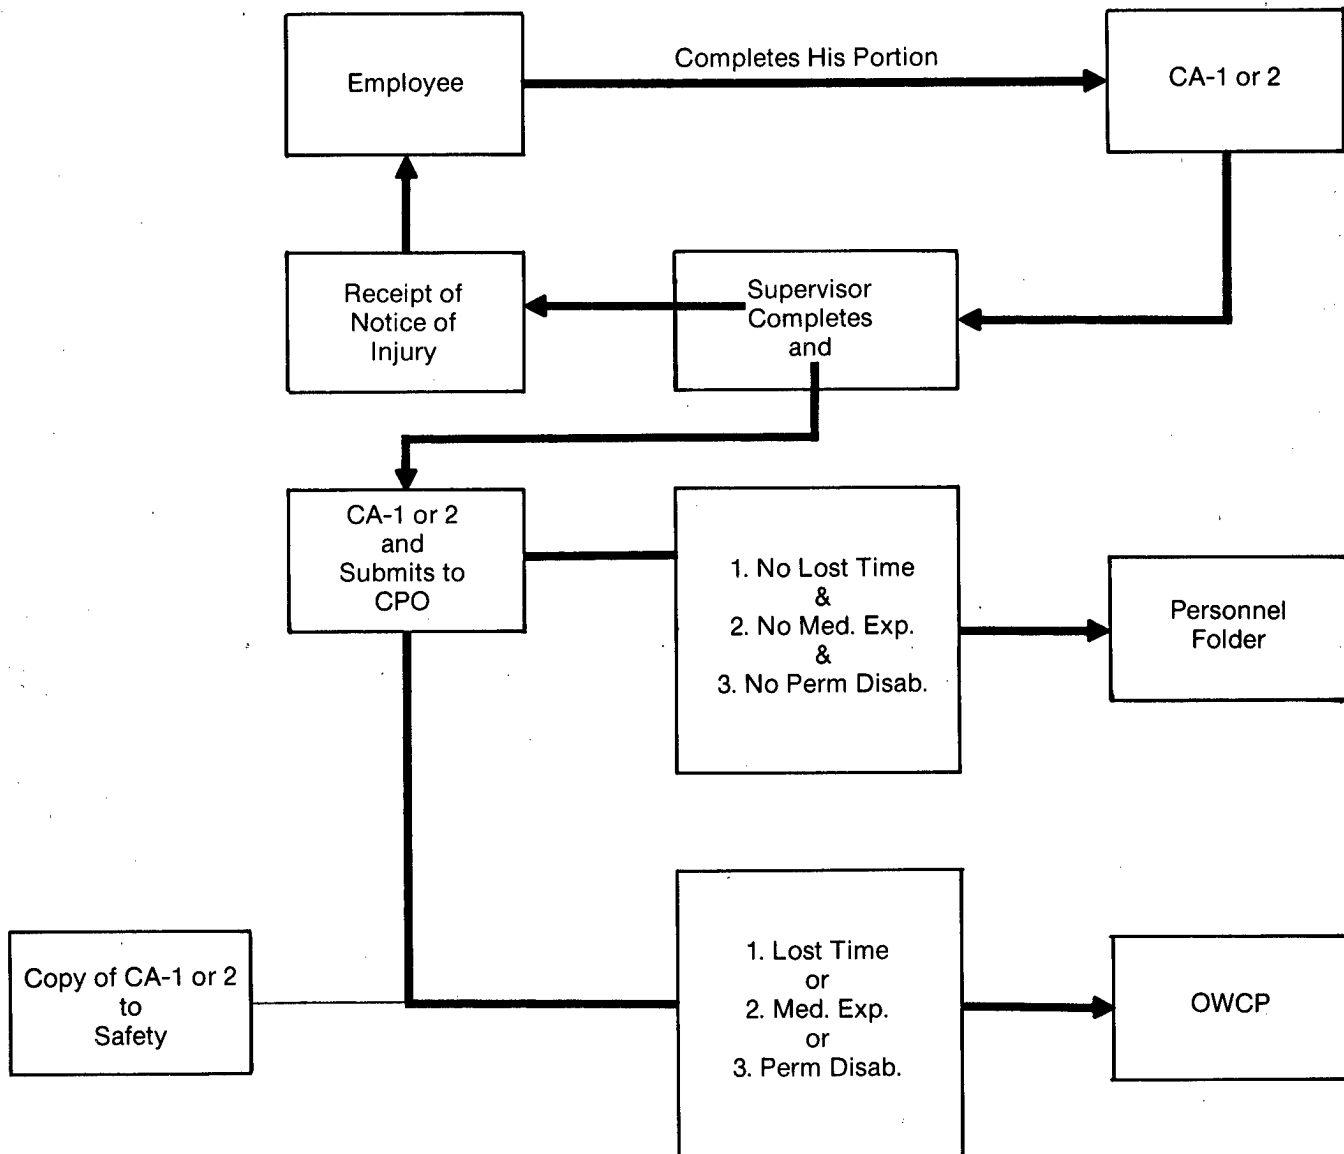 Employee
Completes His Portion
CA-1 or 2
Receipt of
Notice of
Injury
Supervisor
Completes
and
CA-1 or 2
and
Submits to
CPO
1. No Lost Time
&
2. No Med. Exp.
&
3. No Perm Disab.
Personnel
Folder
Copy of CA-1 or 2
to
Safety
1. Lost Time
or
2. Med. Exp.
or
3. Perm Disab.
OWCP